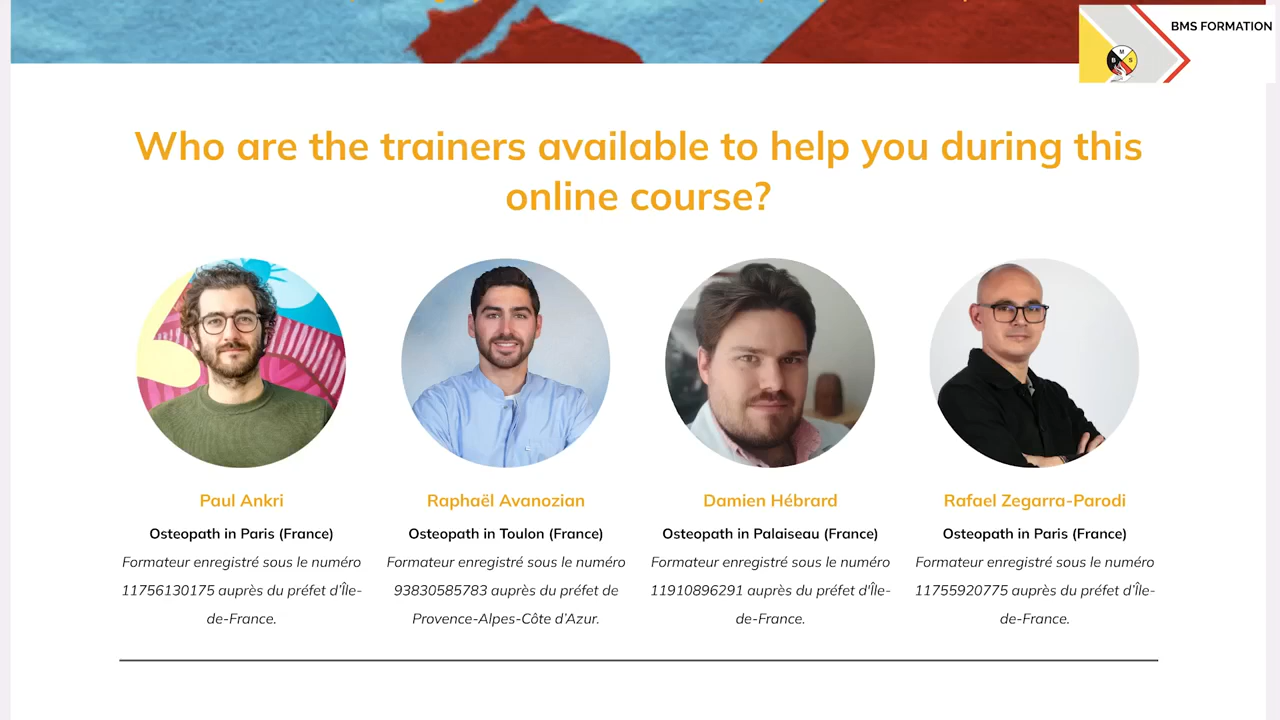 BMS FORMATION
M
B S
Who are the trainers available to help you during this
online course?
Paul Ankri
Osteopath in Paris (France)
Formateur enregistré sous le numéro
11756130175 auprès du préfet d’Île-
de-France.
Raphaël Avanozian
Osteopath in Toulon (France)
Formateur enregistré sous le numéro
93830585783 auprès du préfet de
Provence-Alpes-Côte d’Azur.
Damien Hébrard
Osteopath in Palaiseau (France)
Formateur enregistré sous le numéro
11910896291 auprès du préfet d'Île-
de-France.
Rafael Zegarra-Parodi
Osteopath in Paris (France)
Formateur enregistré sous le numéro
11755920775 auprès du préfet d’Île-
de-France.